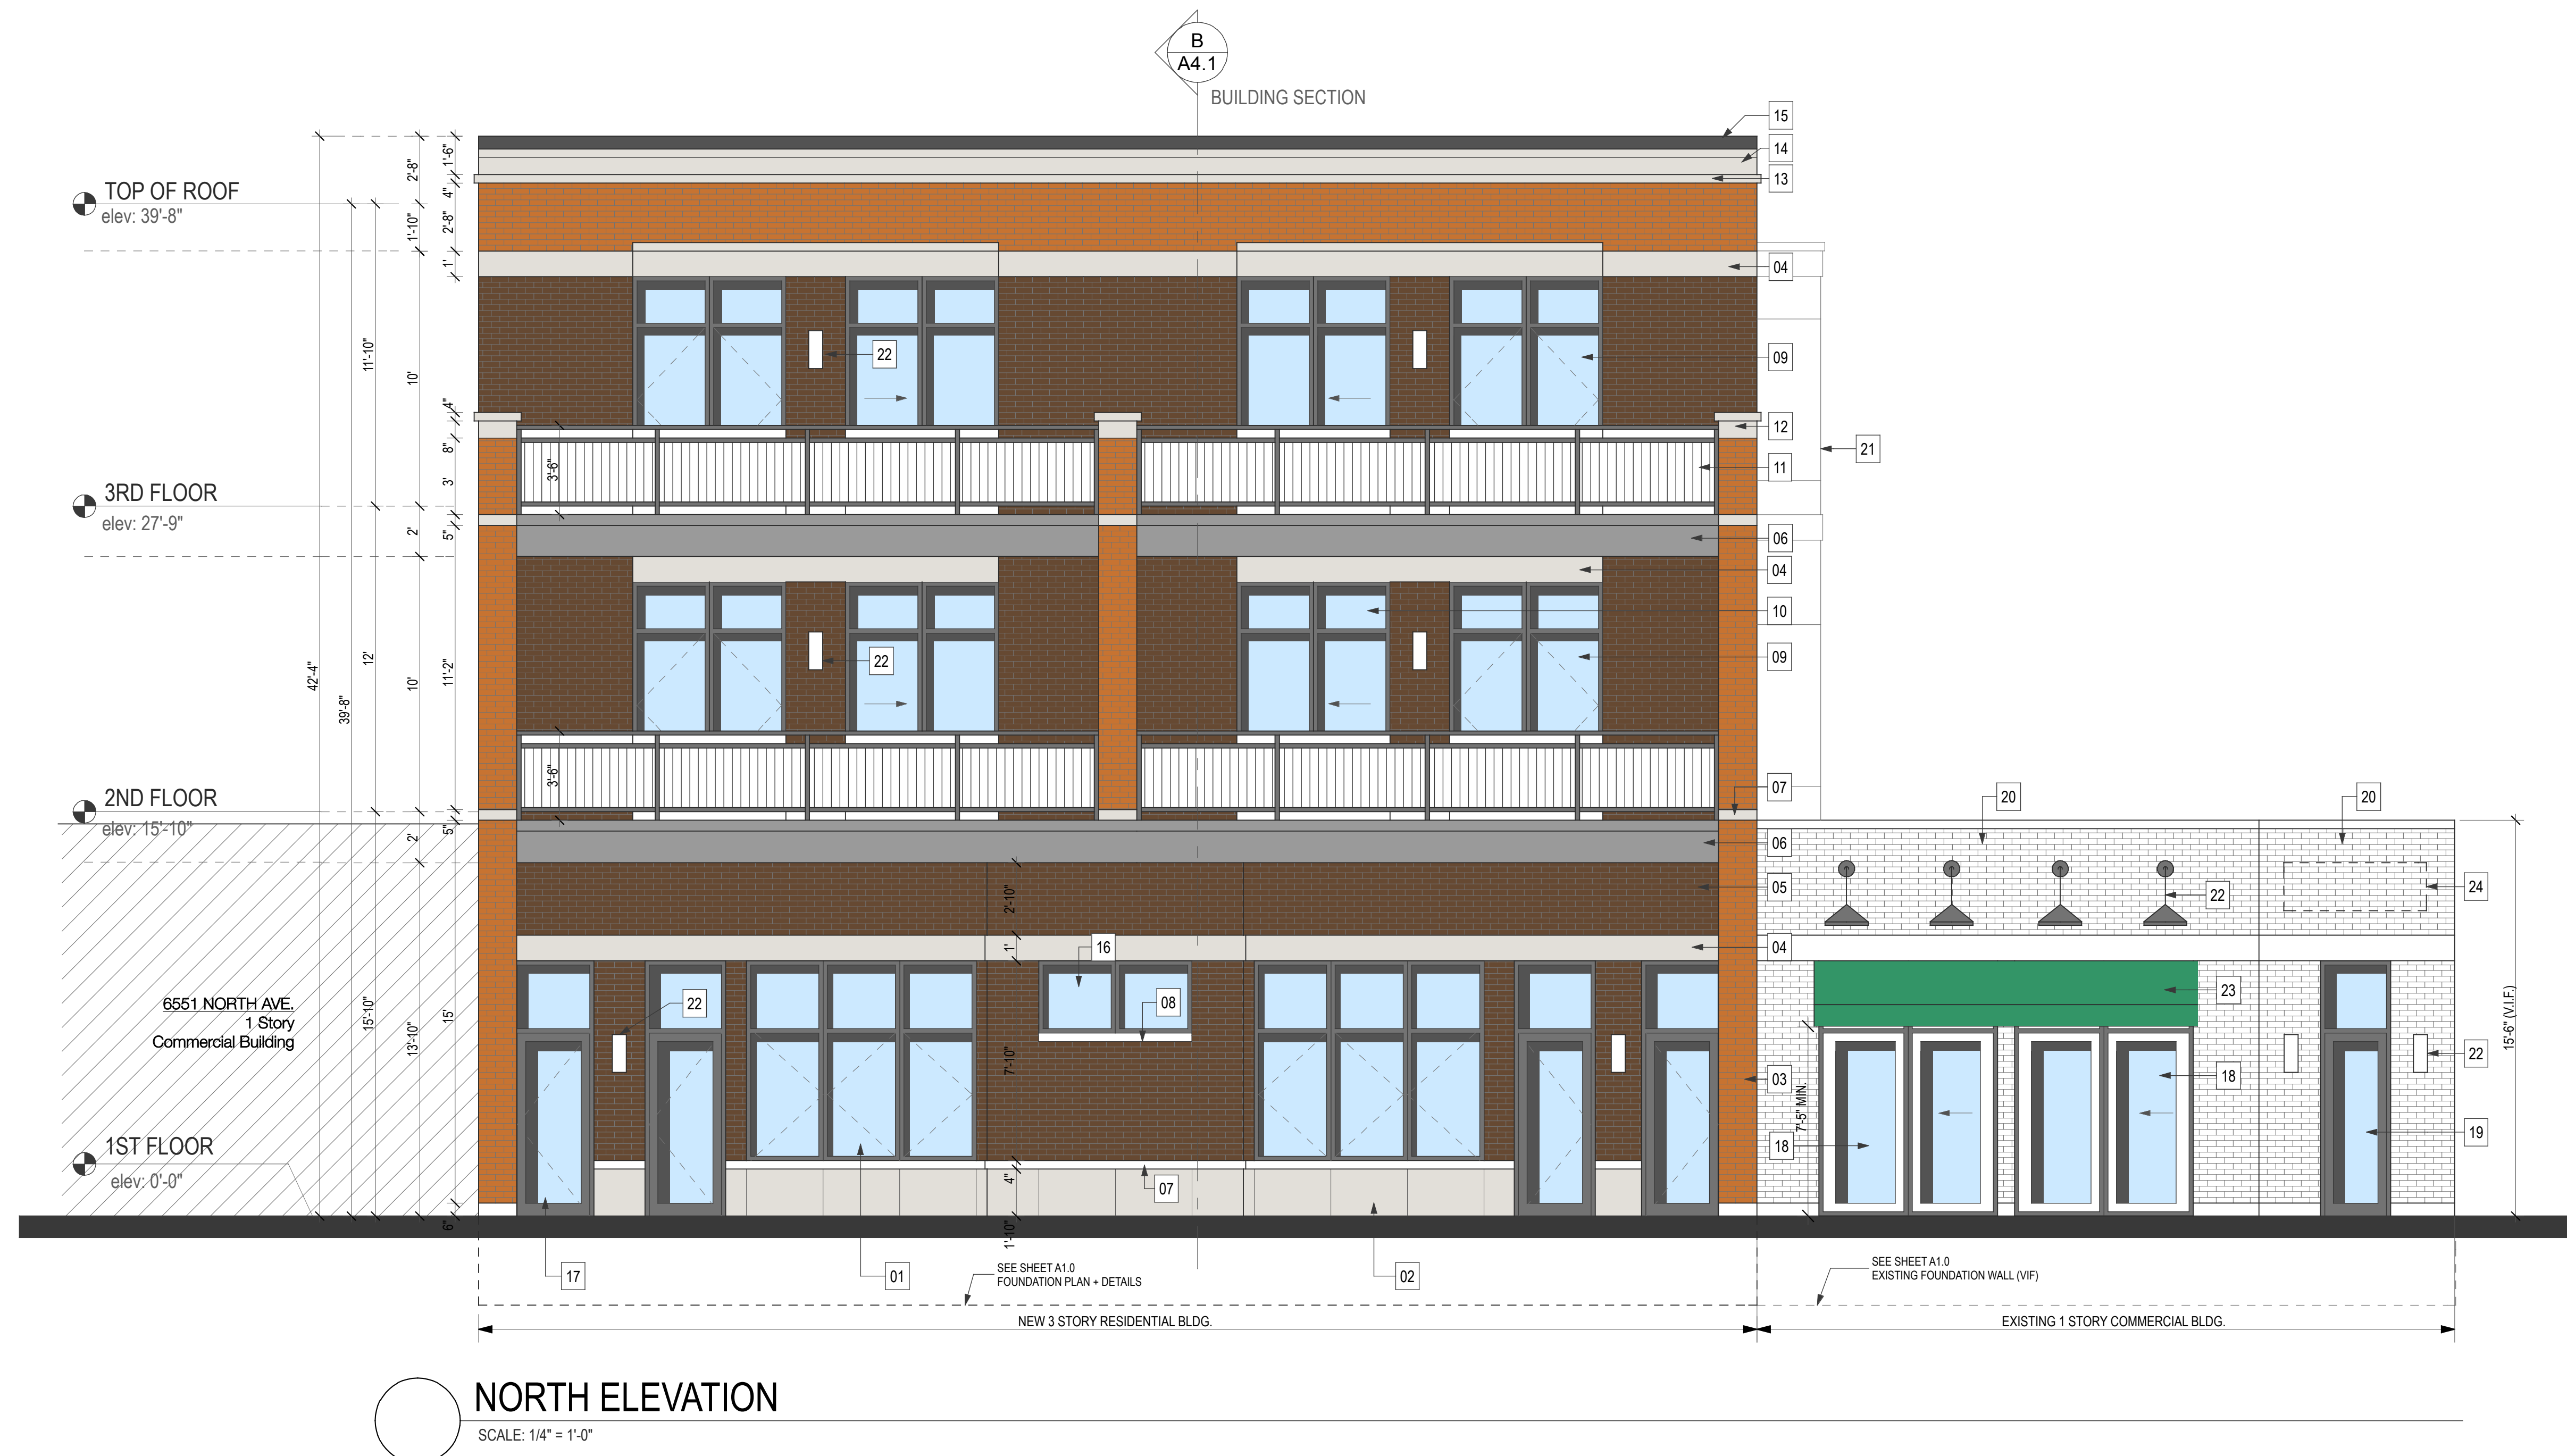 B
A4.1
BUILDING SECTION
15
14
13
1'-6"
2'-8"
4"
TOP OF ROOF
elev: 39'-8"
1'-10"
2'-8"
1'
04
11'-10"
10'
22
09
4"
12
8"
21
3'-6"
11
3'
3RD FLOOR
elev: 27'-9"
2'
5"
06
04
10
22
09
42'-4"
39'-8"
12'
10'
11'-2"
3'-6"
07
20
20
2ND FLOOR
elev: 15'-10"
2'
5"
06
2'-10"
05
22
24
1'
16
04
6551 NORTH AVE.
1 Story
Commercial Building
22
08
23
15'-10"
13'-10"
15'
7'-10"
15'-6" (V.I.F.)
22
03
18
7'-5" MIN.
1ST FLOOR
elev: 0'-0"
18
19
4"
07
6"
1'-10"
17
01
02
SEE SHEET A1.0
FOUNDATION PLAN + DETAILS
SEE SHEET A1.0
EXISTING FOUNDATION WALL (VIF)
NEW 3 STORY RESIDENTIAL BLDG.
EXISTING 1 STORY COMMERCIAL BLDG.
NORTH ELEVATION
SCALE: 1/4" = 1'-0"